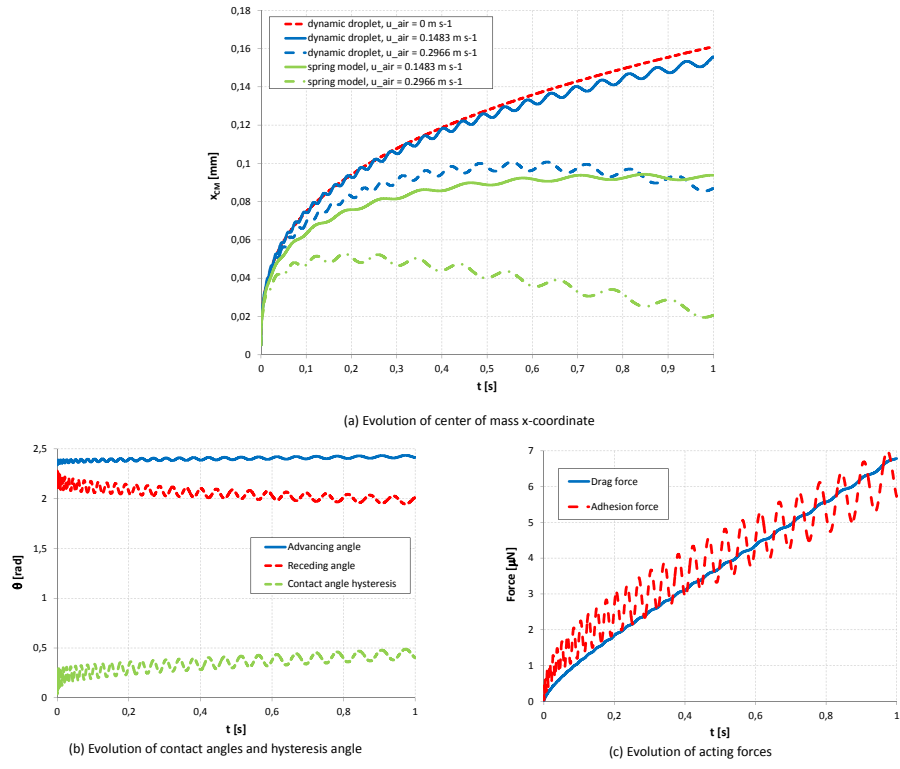 0,18
0,16
0,14
0,12
0,1
0,08
0,06
0,04
0,02
0
x_CM [mm]
dynamic droplet, u_air = 0 m s-1
dynamic droplet, u_air = 0.1483 m s-1
dynamic droplet, u_air = 0.2966 m s-1
spring model, u_air = 0.1483 m s-1
spring model, u_air = 0.2966 m s-1
0 0,1 0,2 0,3 0,4 0,5 0,6 0,7 0,8 0,9 1
t [s]
(a) Evolution of center of mass x-coordinate
2,5
2
1,5
1
0,5
0
θ [rad]
Advancing angle
Receding angle
Contact angle hysteresis
0 0,2 0,4 0,6 0,8 1
t [s]
(b) Evolution of contact angles and hysteresis angle
7
6
5
4
3
2
1
0
Force [µN]
Drag force
Adhesion force
0 0,2 0,4 0,6 0,8 1
t [s]
(c) Evolution of acting forces